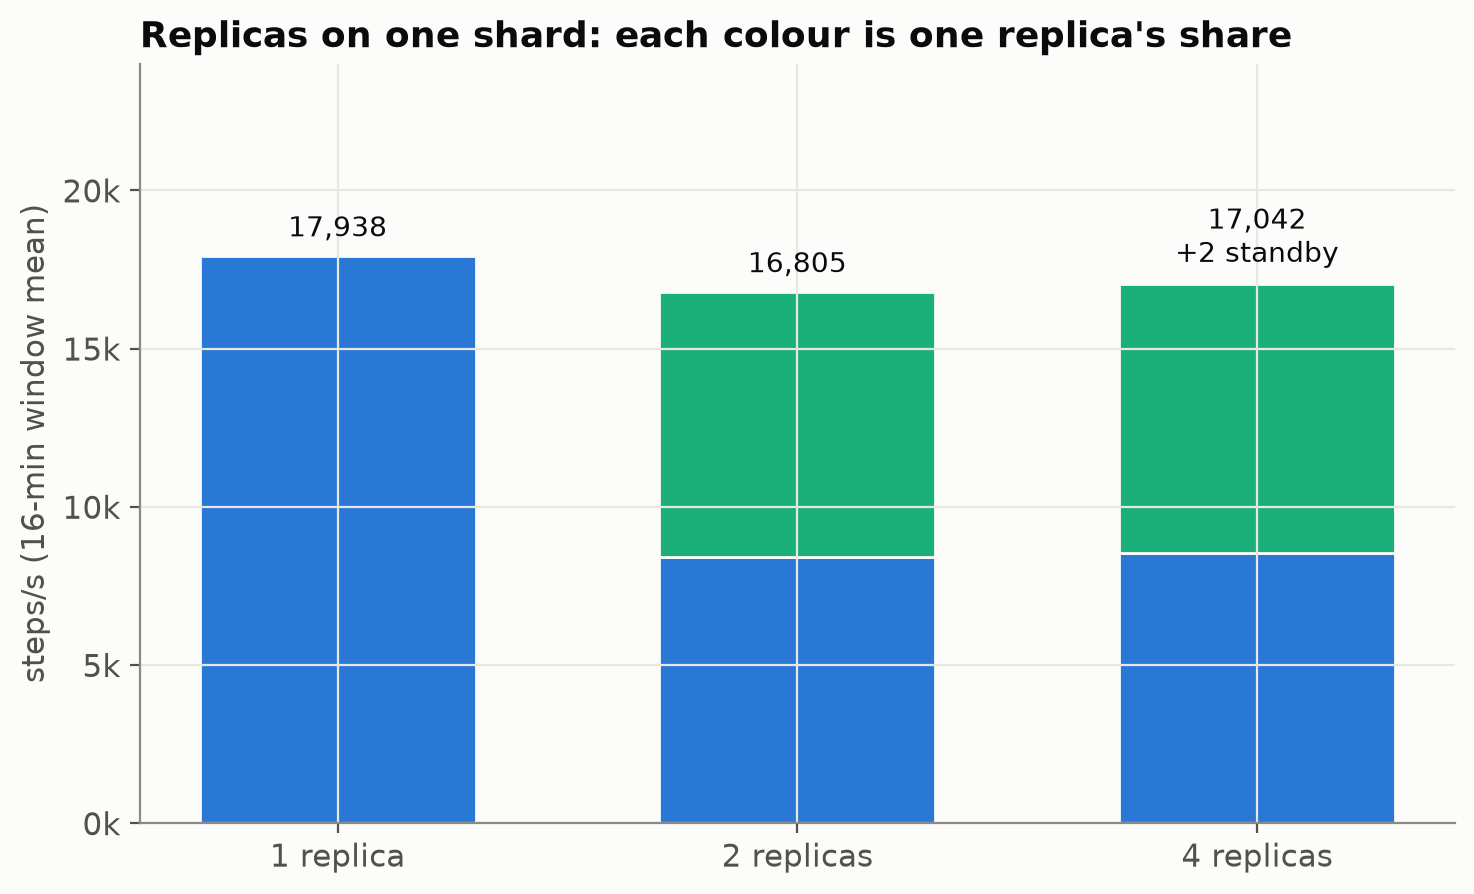 Replicas on one shard: each colour is one replica's share
steps/s (16-min window mean)
20k
15k
10k
5k
0k
17,938
16,805
17,042
+2 standby
1 replica
2 replicas
4 replicas